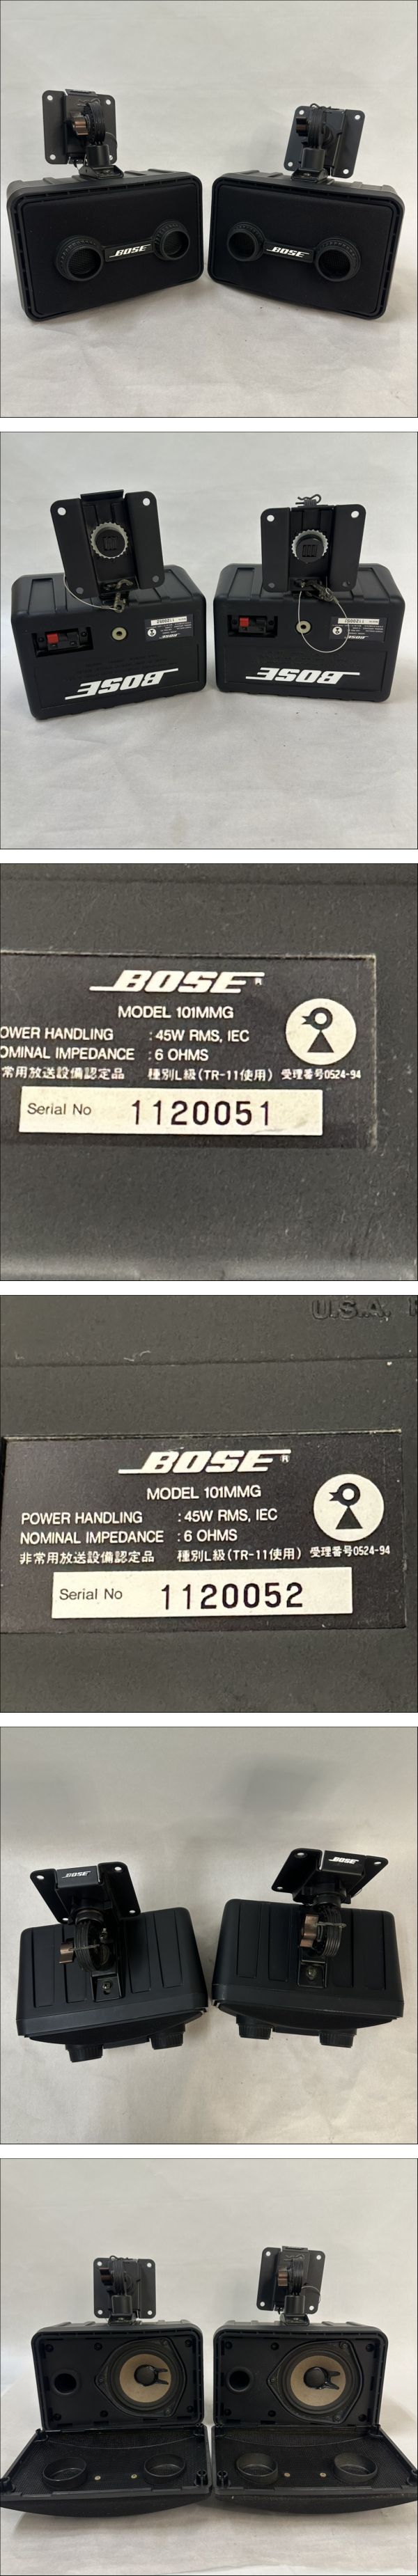 BOSE
BOSE
BOSE
BOSE
BOSE®
MODEL 101MMG
OWER HANDLING : 45W RMS, IEC
OMINAL IMPEDANCE : 6 OHMS
常用放送設備認定品 種別L級(TR-11使用) 受理番号0524-94
Serial No 1120051
U.S.A.
BOSE®
MODEL 101MMG
POWER HANDLING : 45W RMS, IEC
NOMINAL IMPEDANCE : 6 OHMS
非常用放送設備認定品 種別L級(TR-11使用) 受理番号0524-94
Serial No 1120052
BOSE
BOSE